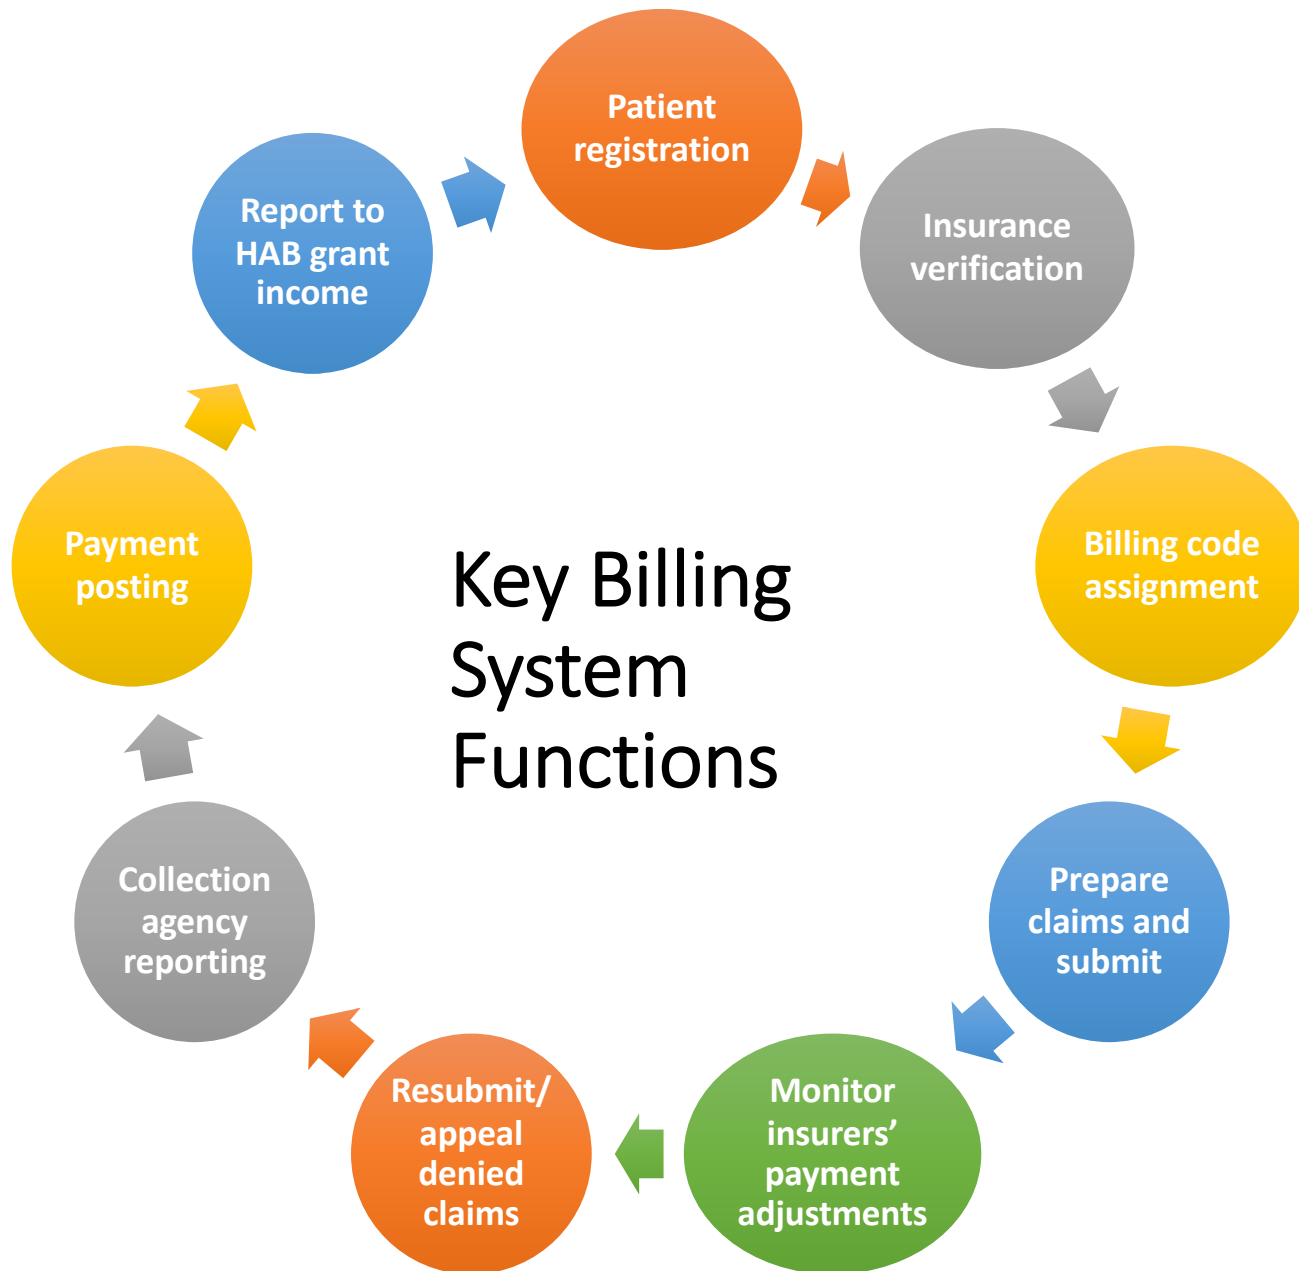 Patient
registration
Insurance
verification
Billing code
assignment
Prepare
claims and
submit
Monitor
insurers’
payment
adjustments
Resubmit/
appeal
denied
claims
Collection
agency
reporting
Payment
posting
Report to
HAB grant
income
Key Billing
System
Functions